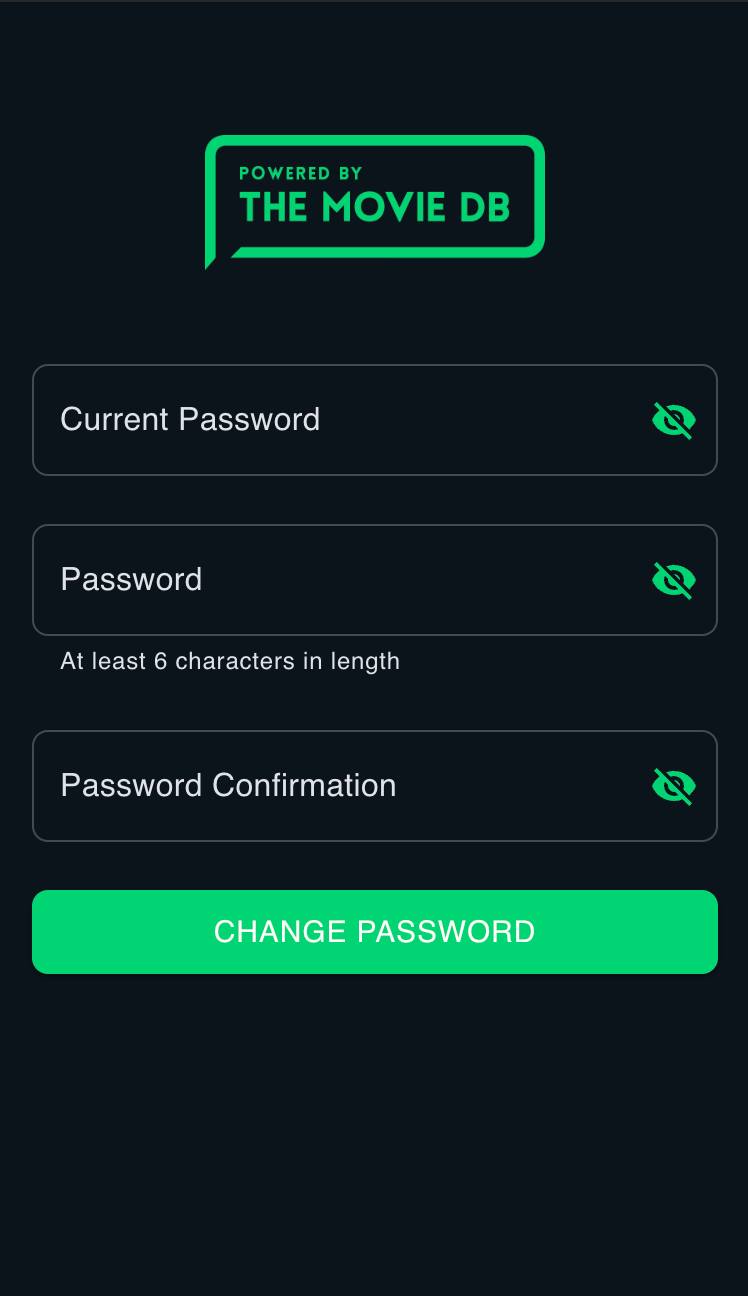 POWERED BY
THE MOVIE DB
Current Password
Password
At least 6 characters in length
Password Confirmation
CHANGE PASSWORD